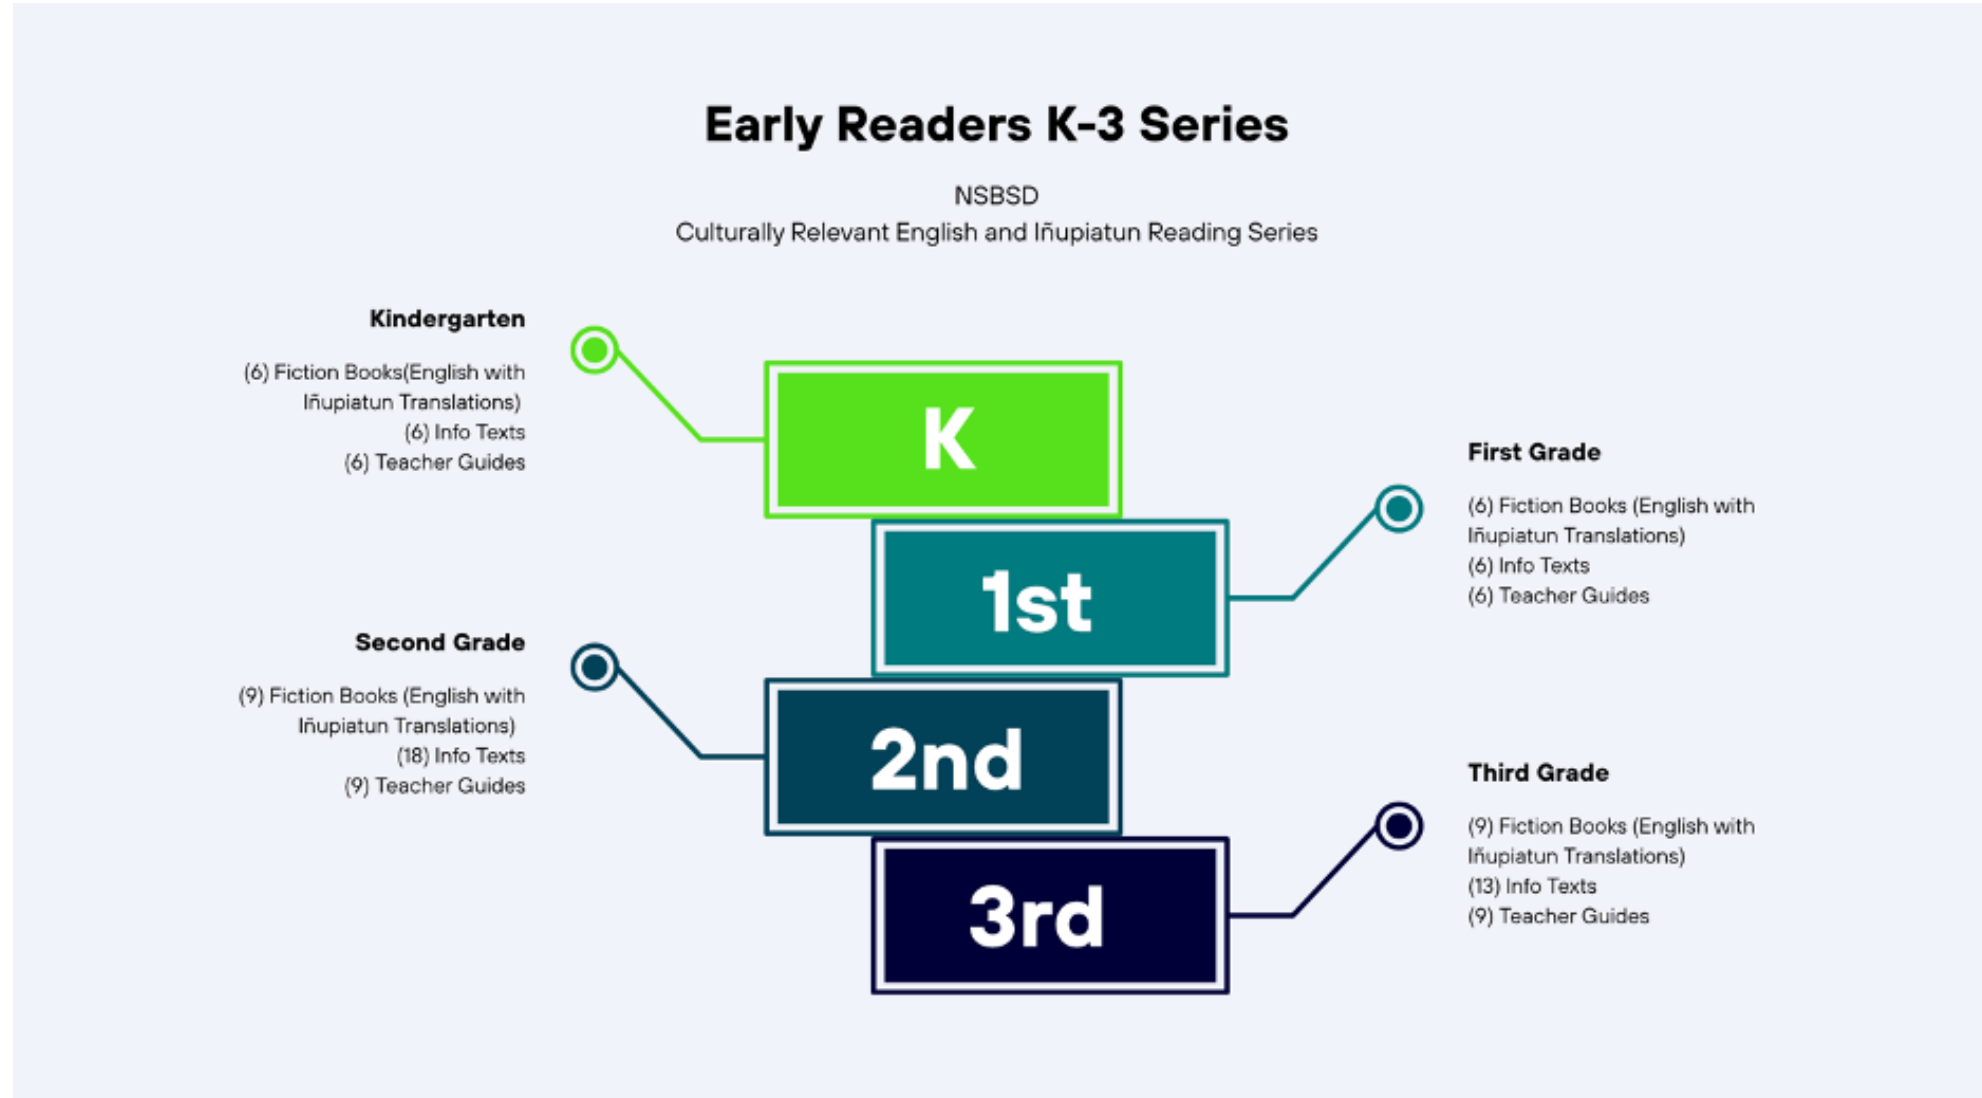 Early Readers K-3 Series
NSBSD
Culturally Relevant English and Iñupiatun Reading Series
Kindergarten
(6) Fiction Books(English with
Iñupiatun Translations)
(6) Info Texts
(6) Teacher Guides
K
First Grade
(6) Fiction Books (English with
Iñupiatun Translations)
(6) Info Texts
(6) Teacher Guides
1st
Second Grade
(9) Fiction Books (English with
Iñupiatun Translations)
(18) Info Texts
(9) Teacher Guides
2nd
Third Grade
(9) Fiction Books (English with
Iñupiatun Translations)
(13) Info Texts
(9) Teacher Guides
3rd